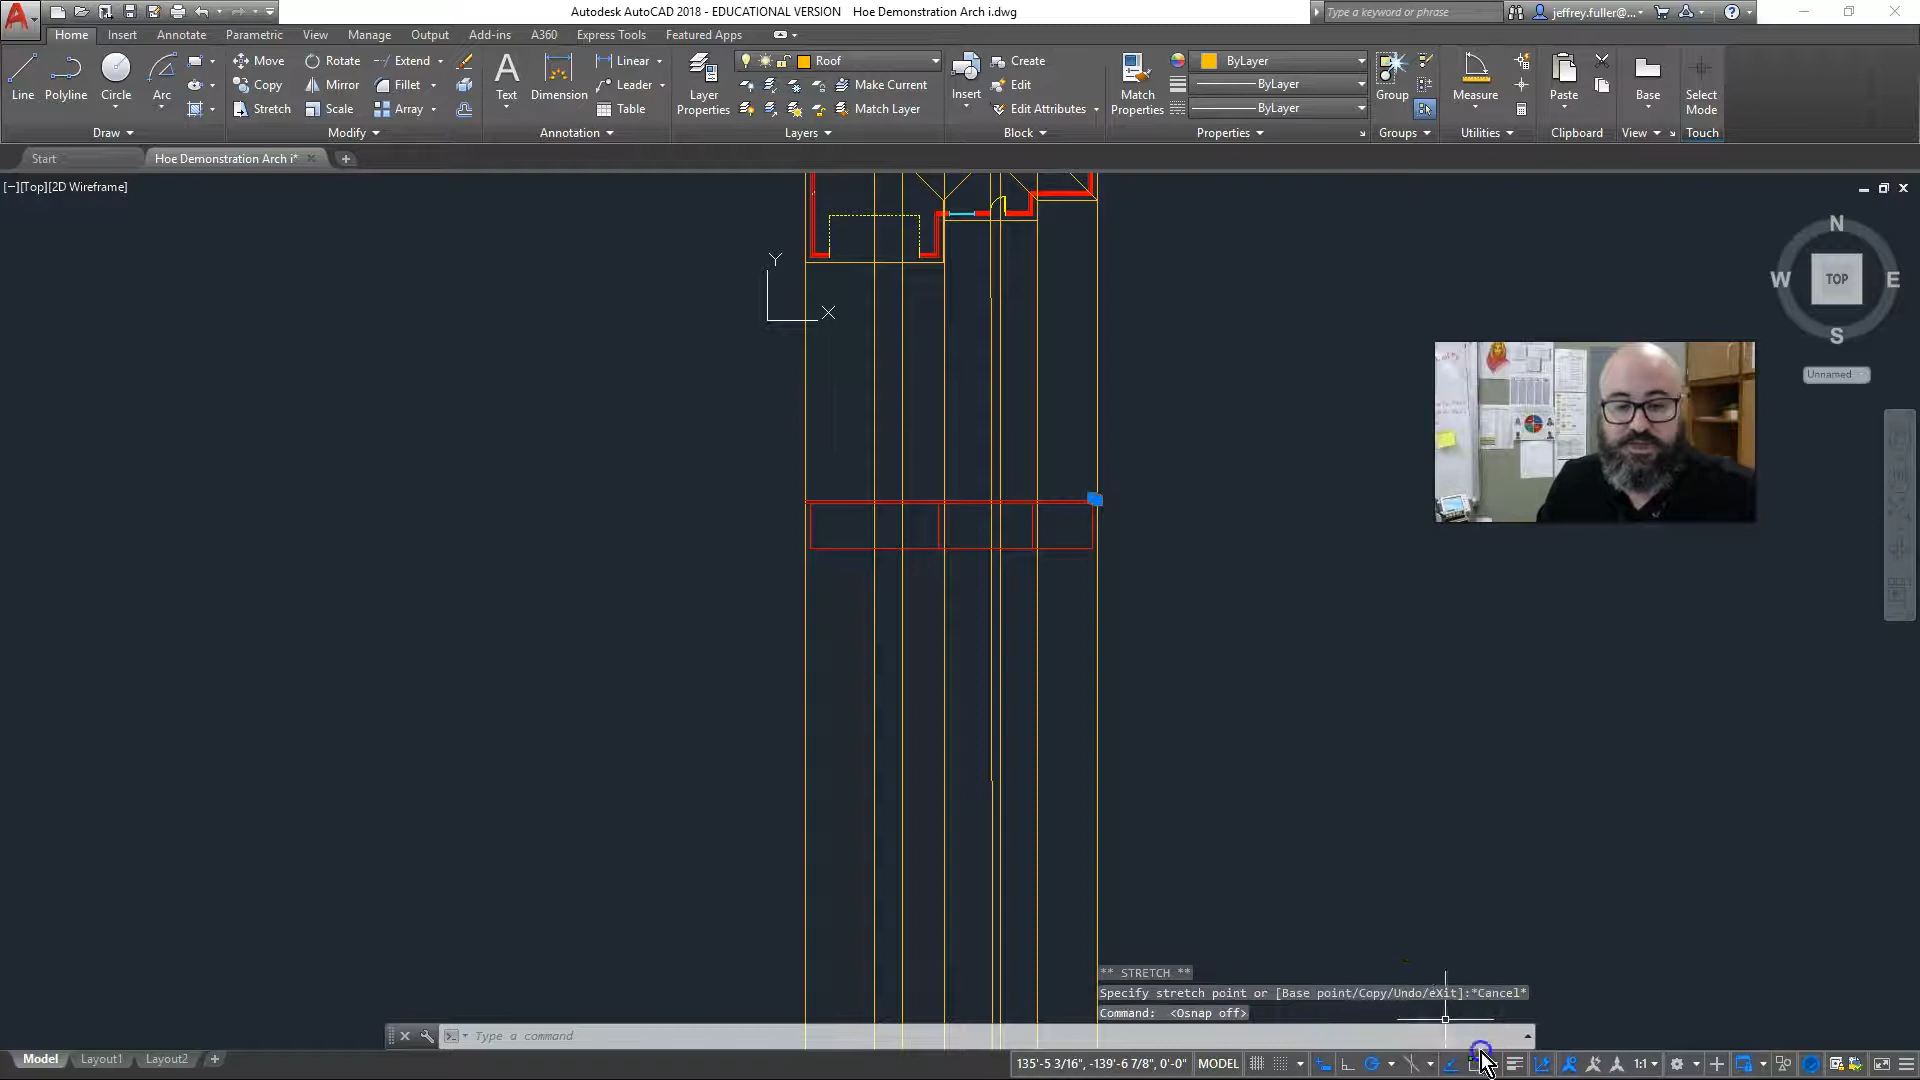 Autodesk AutoCAD 2018 - EDUCATIONAL VERSION Hoe Demonstration Arch i.dwg
Type a keyword or phrase
jeffrey.fuller@...
Home Insert Annotate Parametric View Manage Output Add-ins A360 Express Tools Featured Apps
Line Polyline Circle Arc
Move Rotate Extend
Copy Mirror Fillet
Stretch Scale Array
Text Dimension
Linear
Leader
Table
Layer Properties
Roof
Make Current
Match Layer
Insert
Create
Edit
Edit Attributes
Match Properties
ByLayer
ByLayer
ByLayer
Group
Measure
Paste
Base
Select Mode
Draw Modify Annotation Layers Block Properties Groups Utilities Clipboard View Touch
Start Hoe Demonstration Arch i*
[−][Top][2D Wireframe]
N
W TOP E
S
Unnamed
Y
X
** STRETCH **
Specify stretch point or [Base point/Copy/Undo/eXit]:*Cancel*
Command: <Osnap off>
Type a command
Model Layout1 Layout2
135'-5 3/16", -139'-6 7/8", 0'-0" MODEL 1:1